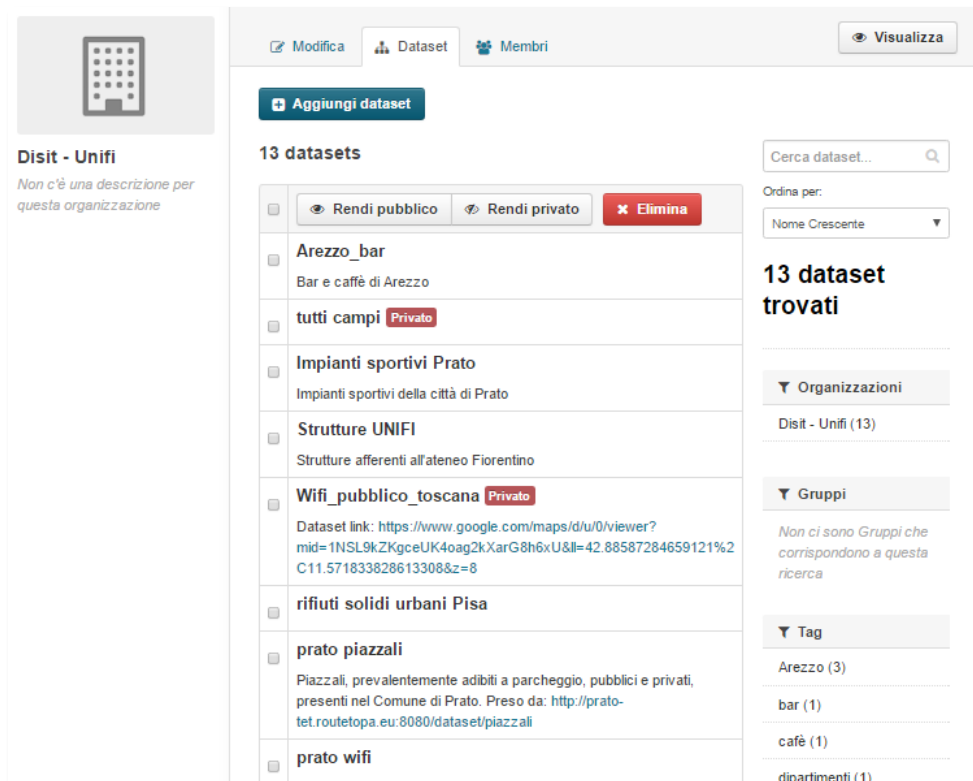 Disit - Unifi
Non c'è una descrizione per
questa organizzazione
Modifica
Dataset
Membri
Visualizza
Aggiungi dataset
13 datasets
Rendi pubblico
Rendi privato
Elimina
Arezzo_bar
Bar e caffè di Arezzo
tutti campi Privato
Impianti sportivi Prato
Impianti sportivi della città di Prato
Strutture UNIFI
Strutture afferenti all'ateneo Fiorentino
Wifi_pubblico_toscana Privato
Dataset link: https://www.google.com/maps/d/u/0/viewer?
mid=1NSL9kZKgceUK4oag2kXarG8h6xU&ll=42.88587284659121%2
C11.571833828613308&z=8
rifiuti solidi urbani Pisa
prato piazzali
Piazzali, prevalentemente adibiti a parcheggio, pubblici e privati,
presenti nel Comune di Prato. Preso da: http://prato-
tet.routetopa.eu:8080/dataset/piazzali
prato wifi
Cerca dataset...
Ordina per:
Nome Crescente
13 dataset
trovati
Organizzazioni
Disit - Unifi (13)
Gruppi
Non ci sono Gruppi che
corrispondono a questa
ricerca
Tag
Arezzo (3)
bar (1)
cafè (1)
dipartimenti (1)